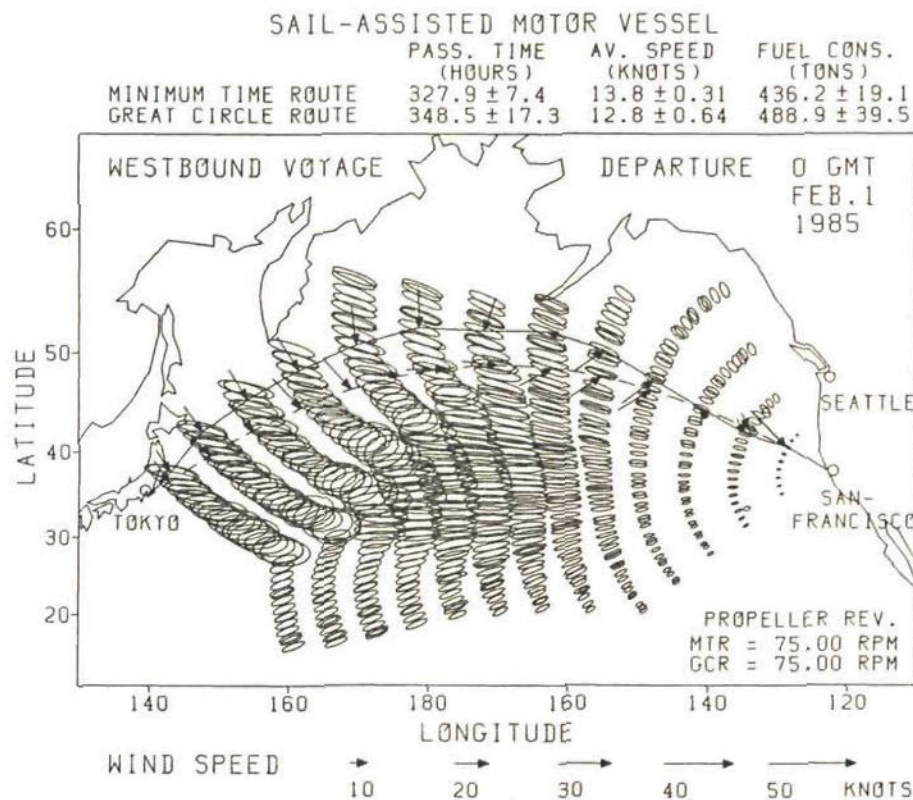 SAIL-ASSISTED MOTOR VESSEL
PASS. TIME AV. SPEED FUEL CONS.
(HOURS) (KNOTS) (TONS)
MINIMUM TIME ROUTE 327.9 ± 7.4 13.8 ± 0.31 436.2 ± 19.1
GREAT CIRCLE ROUTE 348.5 ± 17.3 12.8 ± 0.64 488.9 ± 39.5
WESTBOUND VOYAGE DEPARTURE 0 GMT
FEB.1
1985
60
50
40
30
20
LATITUDE
SEATTLE
SAN-
FRANCISCO
TOKYO
PROPELLER REV.
MTR = 75.00 RPM
GCR = 75.00 RPM
140 160 180 160 140 120
LONGITUDE
WIND SPEED
10 20 30 40 50 KNOTS